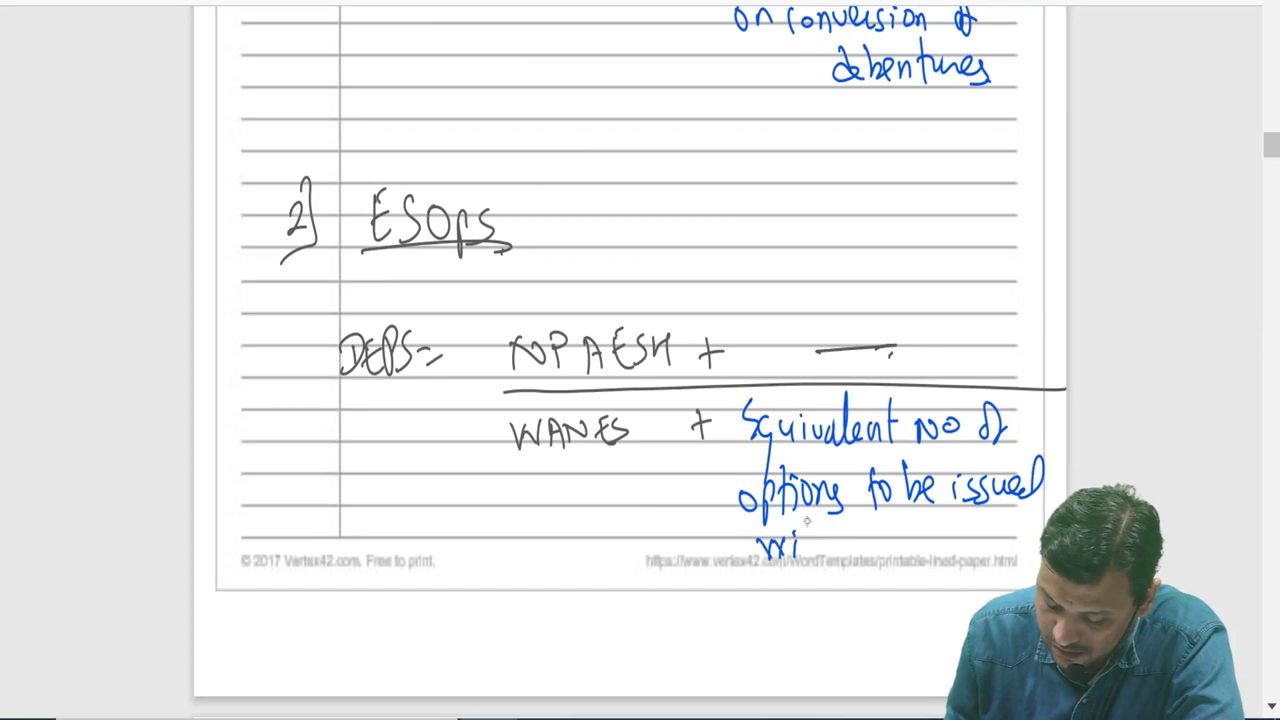 on conversion of
debentures
2] ESOps
DEPS = NPAESH + —
WANES + Equivalent No of
options to be issued
wi
© 2017 Vertex42.com. Free to print.
https://www.vertex42.com/WordTemplates/printable-lined-paper.html